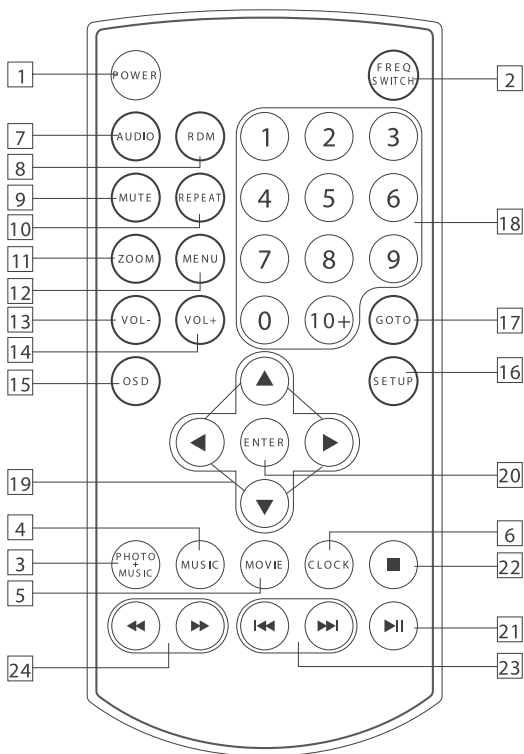 1
POWER
FREQ
SWITCH
2
7
AUDIO
RDM
1
2
3
8
9
MUTE
REPEAT
4
5
6
10
18
11
ZOOM
MENU
7
8
9
12
13
VOL-
VOL+
0
10+
GOTO
17
14
15
OSD
SETUP
16
ENTER
19
20
4
6
3
PHOTO
+
MUSIC
MUSIC
MOVIE
CLOCK
22
5
21
24
23